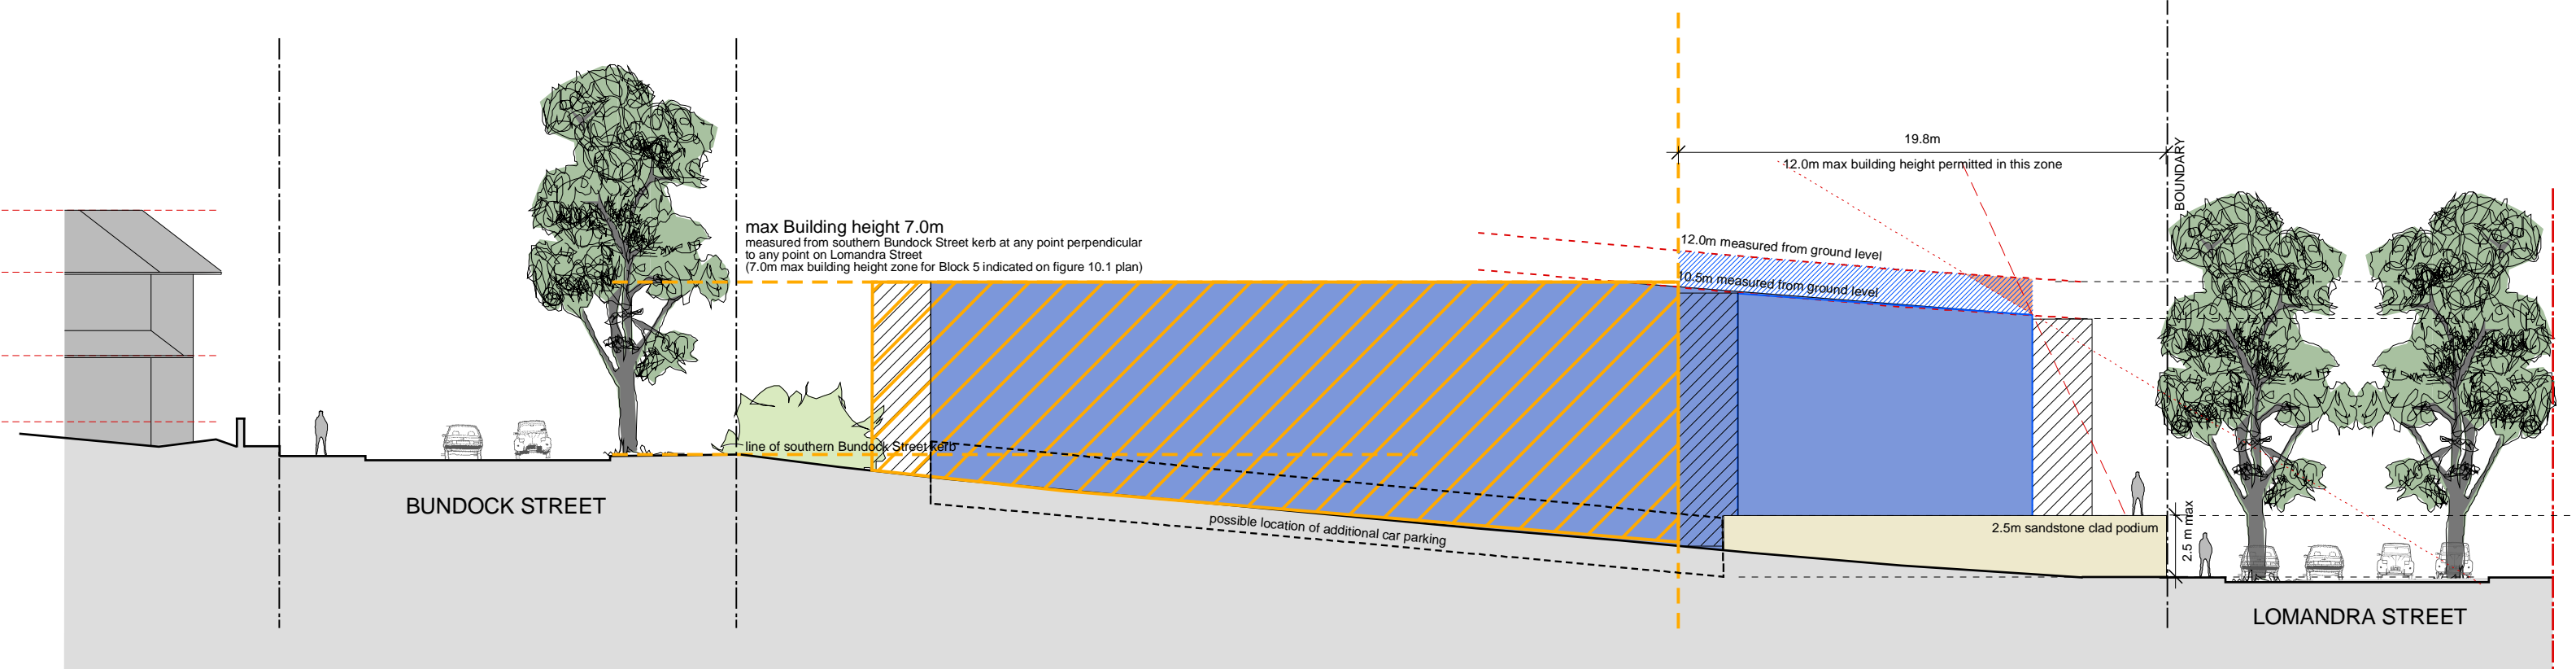 19.8m
12.0m max building height permitted in this zone
BOUNDARY
max Building height 7.0m
measured from southern Bundock Street kerb at any point perpendicular
to any point on Lomandra Street
(7.0m max building height zone for Block 5 indicated on figure 10.1 plan)
12.0m measured from ground level
10.5m measured from ground level
line of southern Bundock Street kerb
BUNDOCK STREET
possible location of additional car parking
2.5m sandstone clad podium
2.5 m max
LOMANDRA STREET